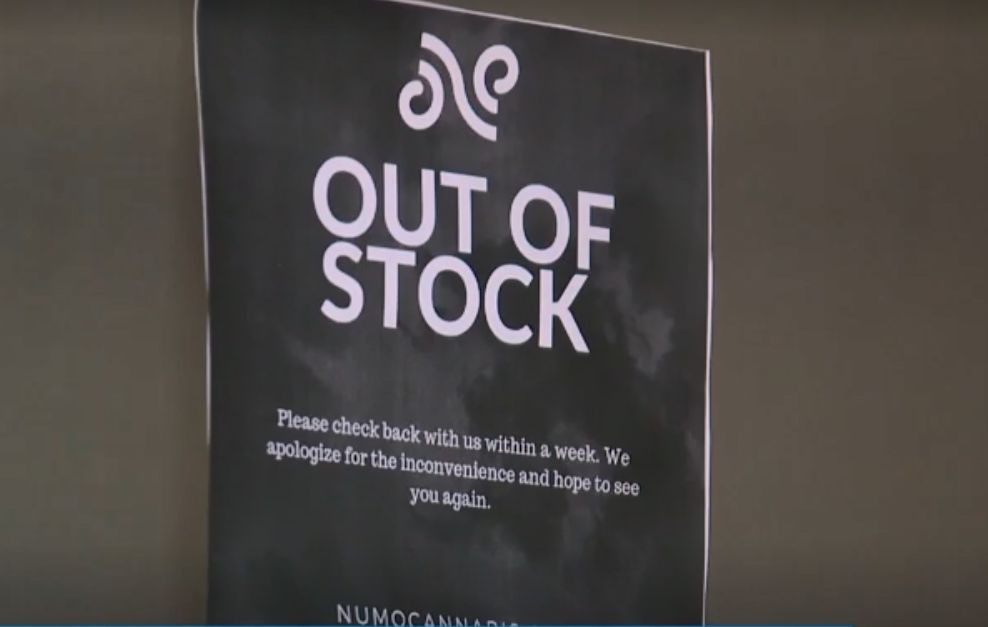 OUT OF
STOCK
Please check back with us within a week. We
apologize for the inconvenience and hope to see
you again.
NUMOCANNABIS